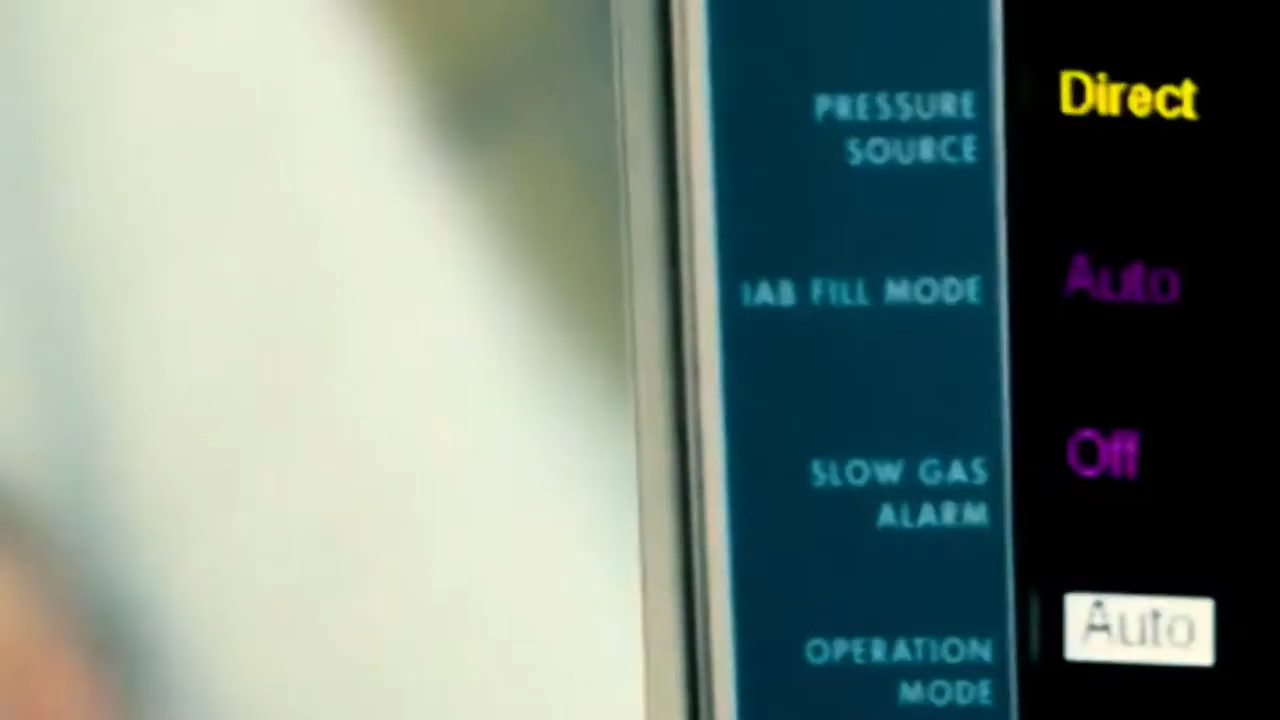 PRESSURE
SOURCE
Direct
IAB FILL MODE
Auto
SLOW GAS
ALARM
Off
OPERATION
MODE
Auto